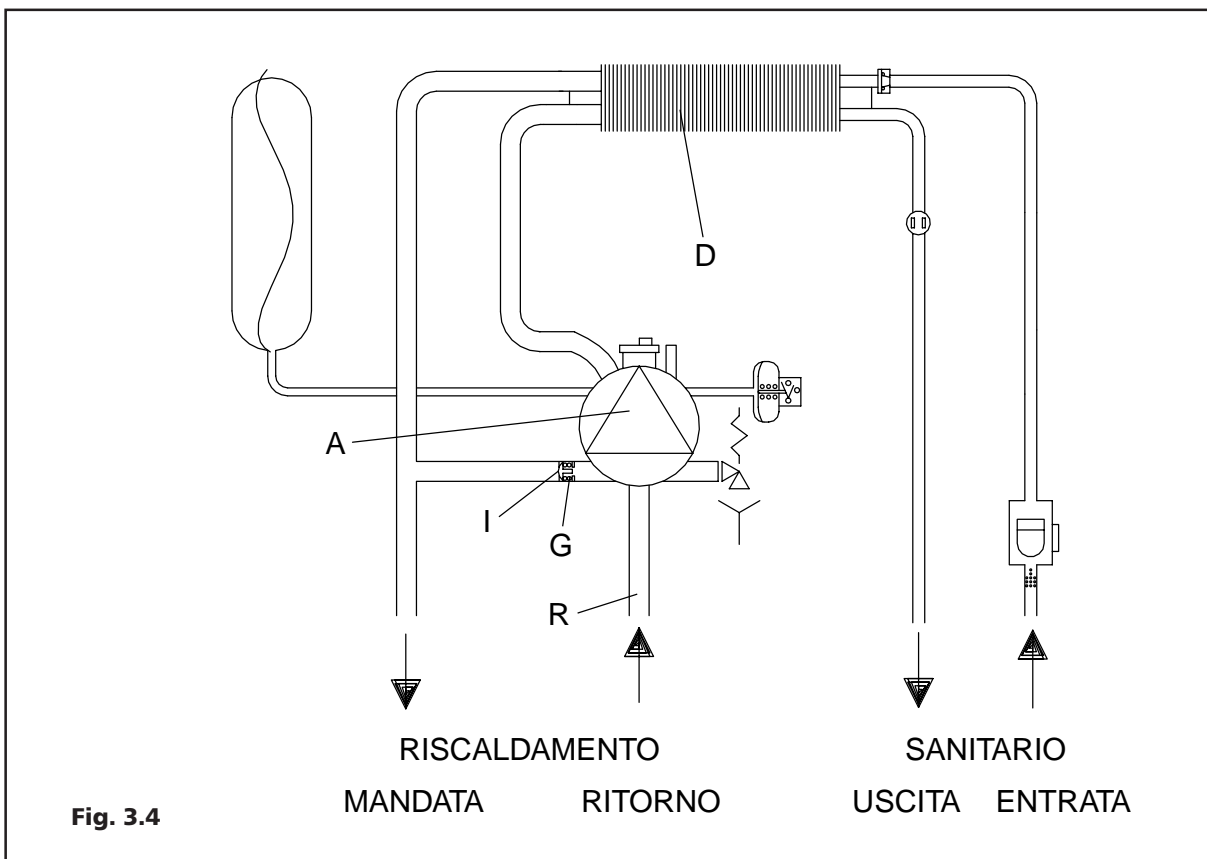 D
A
I
G
R
RISCALDAMENTO SANITARIO
MANDATA RITORNO USCITA ENTRATA
Fig. 3.4